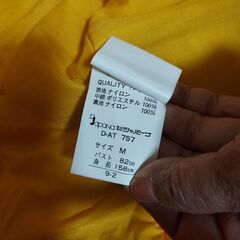 QUALITY
表地 ナイロン 100%
中綿 ポリエステル 100%
裏地 ナイロン 100%
D-AT 757
サイズ M
バスト 82cm
身長 158cm
9-2